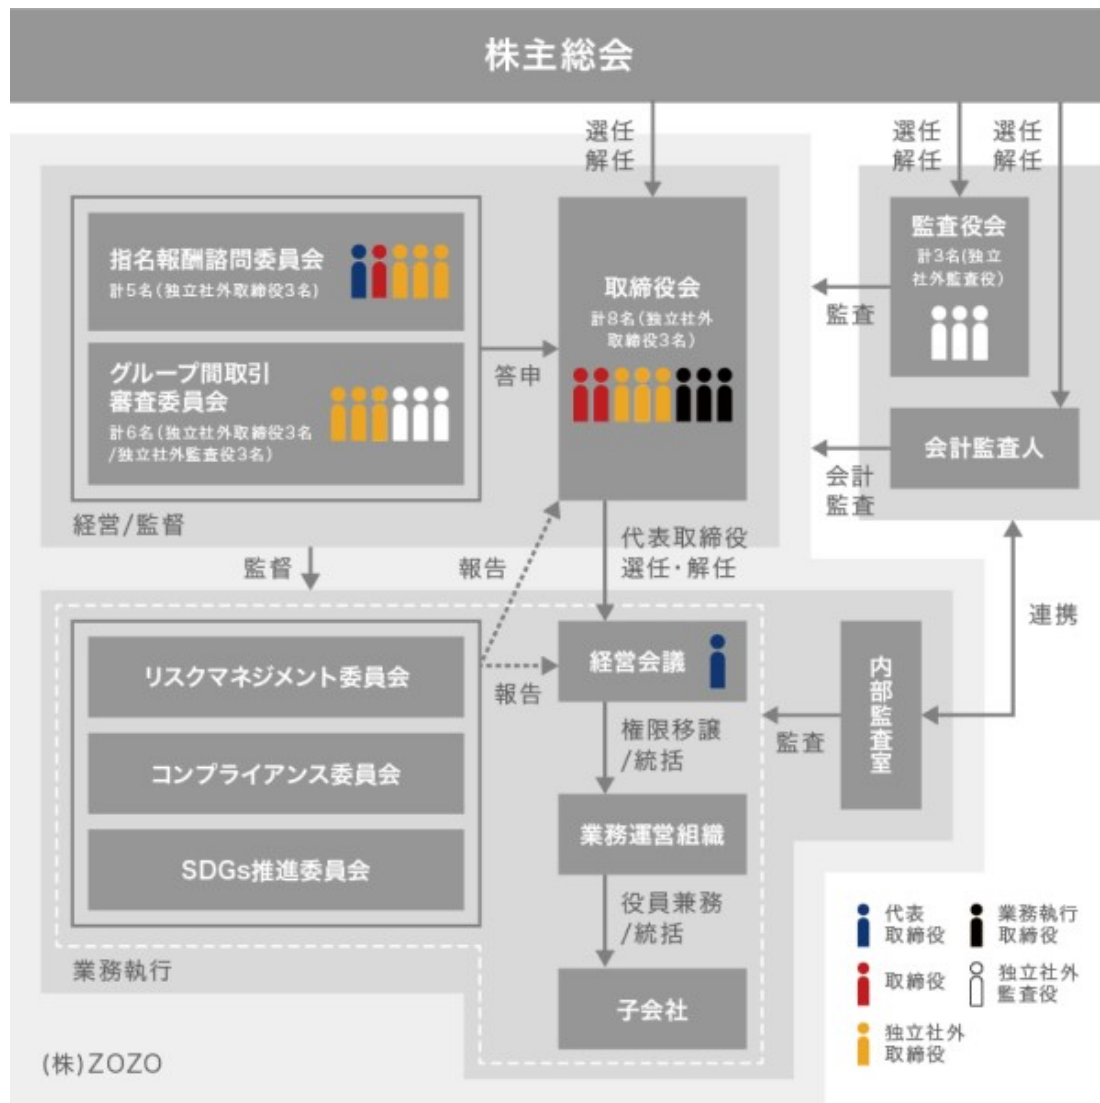 株主総会
選任
解任
選任
解任
選任
解任
指名報酬諮問委員会
計5名(独立社外取締役3名)
グループ間取引
審査委員会
計6名(独立社外取締役3名
/独立社外監査役3名)
経営/監督
答申
取締役会
計8名(独立社外
取締役3名)
監査役会
計3名(独立
社外監査役)
監査
会計監査人
会計
監査
監督
報告
代表取締役
選任・解任
連携
リスクマネジメント委員会
コンプライアンス委員会
SDGs推進委員会
業務執行
報告
経営会議
権限移譲
/統括
業務運営組織
役員兼務
/統括
子会社
監査
内部監査室
代表
取締役
業務執行
取締役
取締役
独立社外
監査役
独立社外
取締役
(株)ZOZO